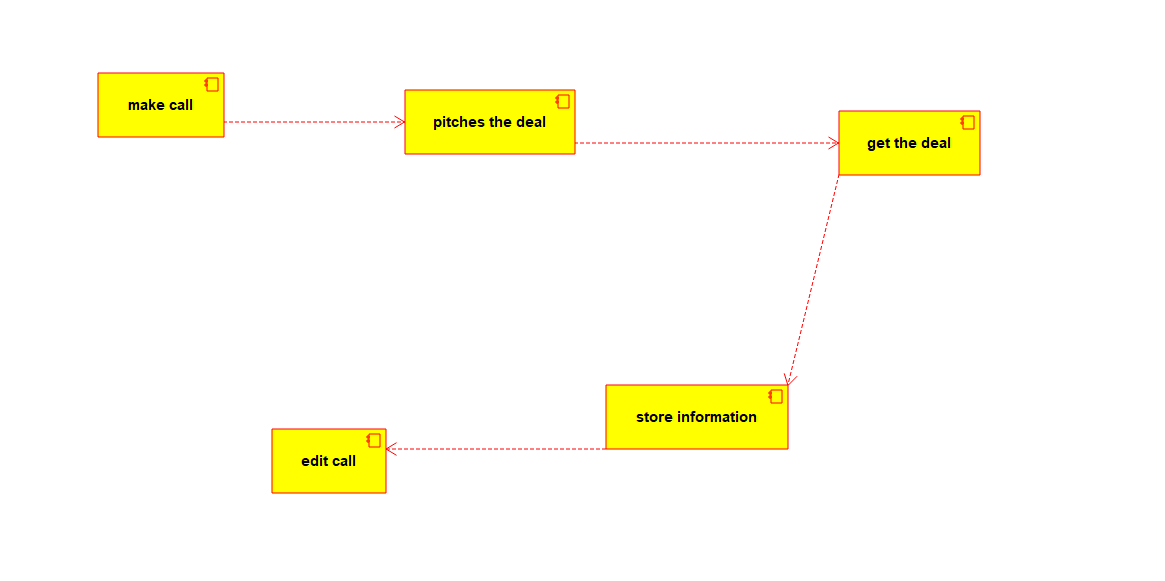 make call
pitches the deal
get the deal
store information
edit call